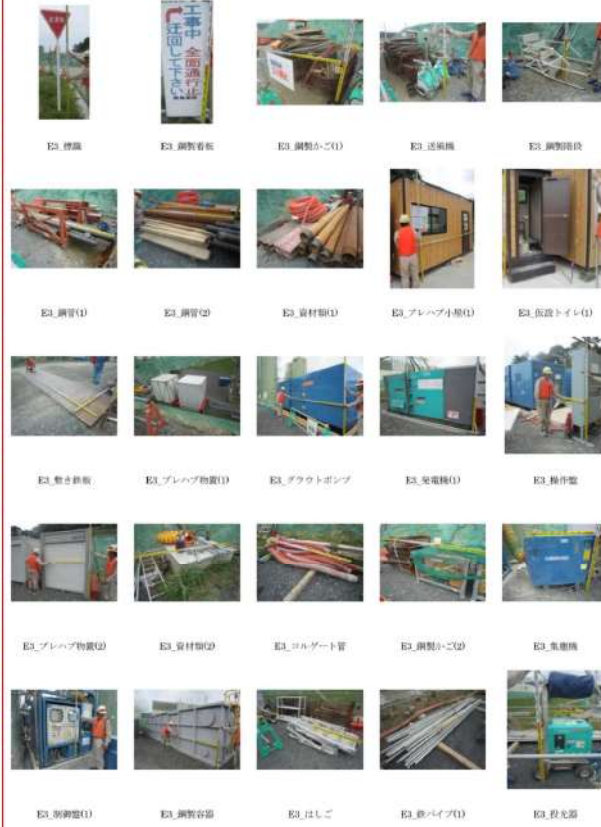 工事中 全面通行止
迂回して下さい
E3_標識
E3_鋼製看板
E3_鋼製かご(1)
E3_送風機
E3_鋼製階段
E3_鋼管(1)
E3_鋼管(2)
E3_資材類(1)
E3_プレハブ小屋(1)
E3_仮設トイレ(1)
E3_敷き鉄板
E3_プレハブ物置(1)
E3_グラウトポンプ
E3_発電機(1)
E3_操作盤
E3_プレハブ物置(2)
E3_資材類(2)
E3_コルゲート管
E3_鋼製かご(2)
E3_集塵機
E3_制御盤(1)
E3_鋼製容器
E3_はしご
E3_鉄パイプ(1)
E3_投光器